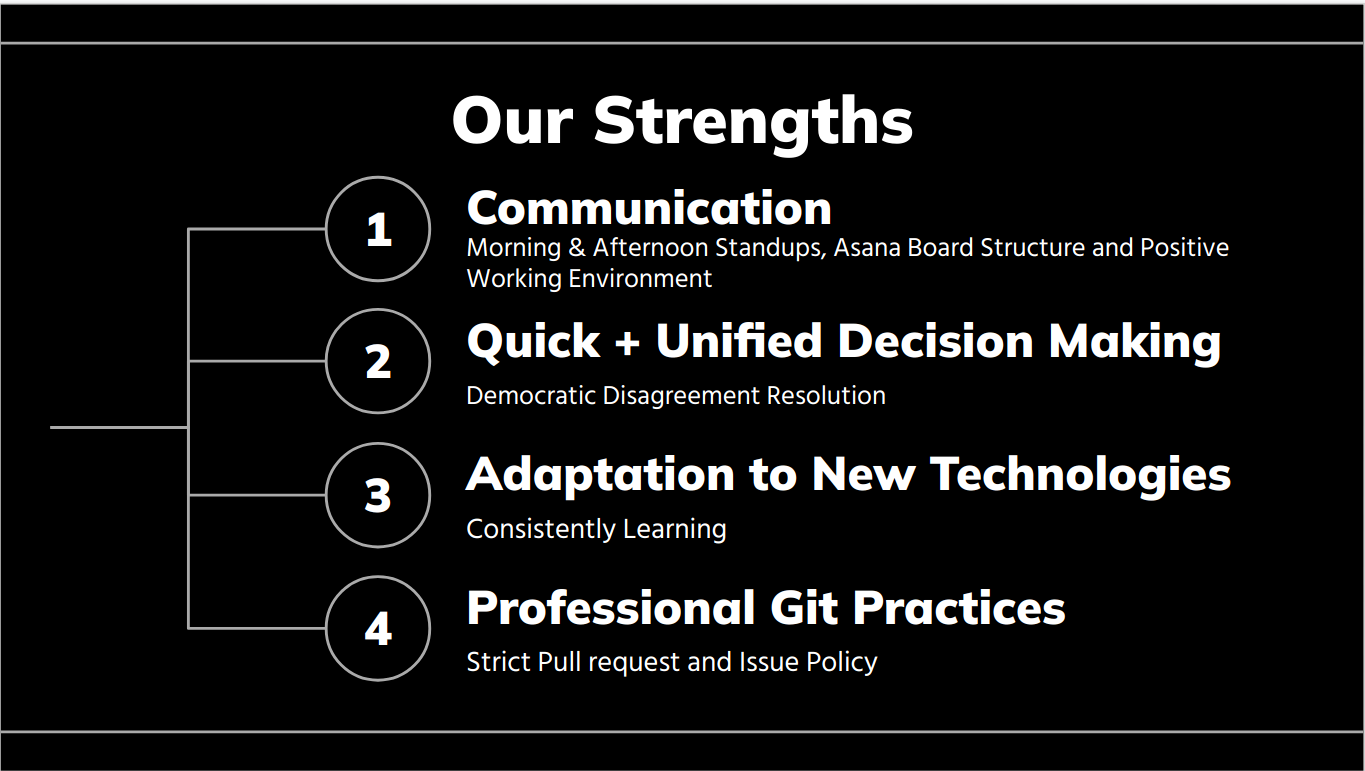 Our Strengths
1
Communication
Morning & Afternoon Standups, Asana Board Structure and Positive
Working Environment
2
Quick + Unified Decision Making
Democratic Disagreement Resolution
3
Adaptation to New Technologies
Consistently Learning
4
Professional Git Practices
Strict Pull request and Issue Policy